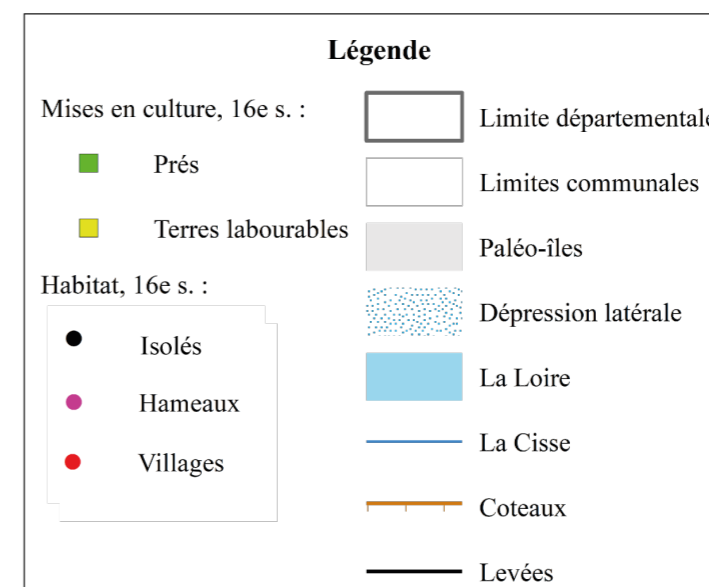 Légende
Mises en culture, 16e s. :
Prés
Terres labourables
Habitat, 16e s. :
Isolés
Hameaux
Villages
Limite départementale
Limites communales
Paléo-îles
Dépression latérale
La Loire
La Cisse
Coteaux
Levées